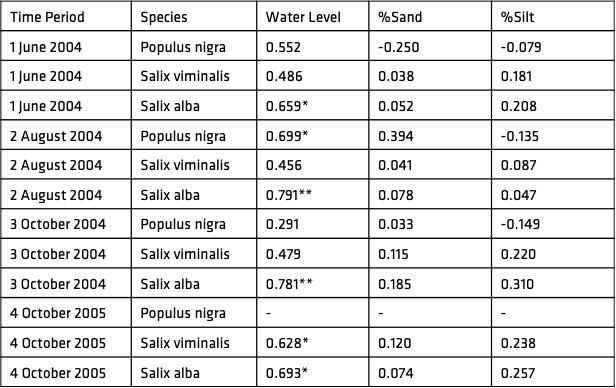 Time Period Species Water Level %Sand %Silt
1 June 2004 Populus nigra 0.552 -0.250 -0.079
1 June 2004 Salix viminalis 0.486 0.038 0.181
1 June 2004 Salix alba 0.659* 0.052 0.208
2 August 2004 Populus nigra 0.699* 0.394 -0.135
2 August 2004 Salix viminalis 0.456 0.041 0.087
2 August 2004 Salix alba 0.791** 0.078 0.047
3 October 2004 Populus nigra 0.291 0.033 -0.149
3 October 2004 Salix viminalis 0.479 0.115 0.220
3 October 2004 Salix alba 0.781** 0.185 0.310
4 October 2005 Populus nigra - - -
4 October 2005 Salix viminalis 0.628* 0.120 0.238
4 October 2005 Salix alba 0.693* 0.074 0.257